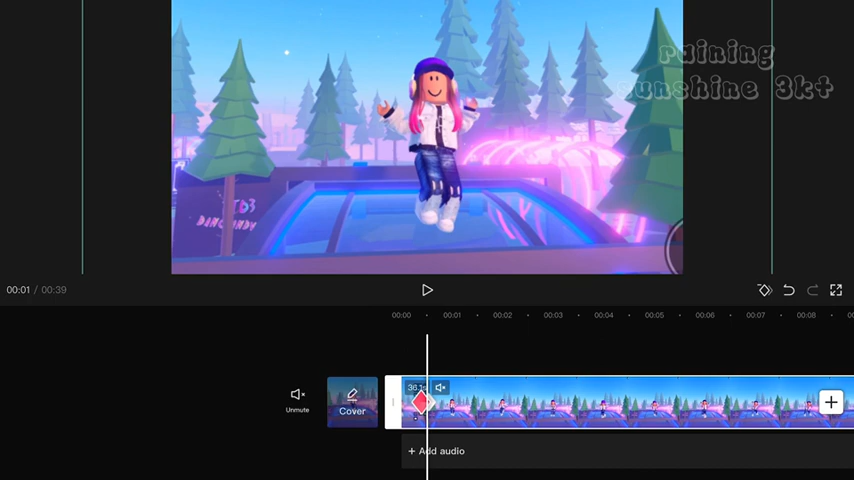 raining
sunshine 3k+
00:01 / 00:39
00:00
00:01
00:02
00:03
00:04
00:05
00:06
00:07
00:08
Unmute
Cover
+ Add audio